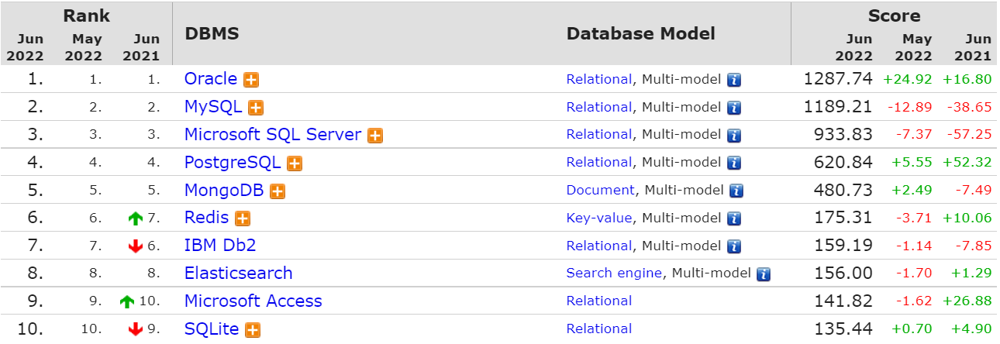 Rank Score
Jun May Jun DBMS Database Model Jun May Jun
2022 2022 2021 2022 2022 2021
1. 1. 1. Oracle Relational, Multi-model i 1287.74 +24.92 +16.80
2. 2. 2. MySQL Relational, Multi-model i 1189.21 -12.89 -38.65
3. 3. 3. Microsoft SQL Server Relational, Multi-model i 933.83 -7.37 -57.25
4. 4. 4. PostgreSQL Relational, Multi-model i 620.84 +5.55 +52.32
5. 5. 5. MongoDB Document, Multi-model i 480.73 +2.49 -7.49
6. 6. 7. Redis Key-value, Multi-model i 175.31 -3.71 +10.06
7. 7. 6. IBM Db2 Relational, Multi-model i 159.19 -1.14 -7.85
8. 8. 8. Elasticsearch Search engine, Multi-model i 156.00 -1.70 +1.29
9. 9. 10. Microsoft Access Relational 141.82 -1.62 +26.88
10. 10. 9. SQLite Relational 135.44 +0.70 +4.90